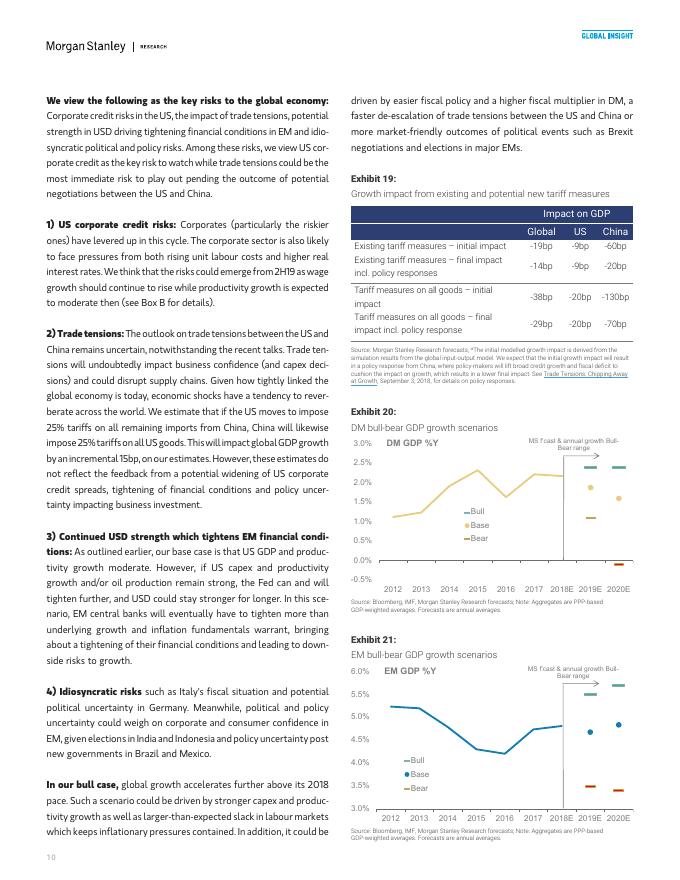 Morgan Stanley | RESEARCH
GLOBAL INSIGHT
We view the following as the key risks to the global economy:
Corporate credit risks in the US, the impact of trade tensions, potential
strength in USD driving tightening financial conditions in EM and idio-
syncratic political and policy risks. Among these risks, we view US cor-
porate credit as the key risk to watch while trade tensions could be the
most immediate risk to play out pending the outcome of potential
negotiations between the US and China.
1) US corporate credit risks: Corporates (particularly the riskier
ones) have levered up in this cycle. The corporate sector is also likely
to face pressures from both rising unit labour costs and higher real
interest rates. We think that the risks could emerge from 2H19 as wage
growth should continue to rise while productivity growth is expected
to moderate then (see Box B for details).
2) Trade tensions: The outlook on trade tensions between the US and
China remains uncertain, notwithstanding the recent talks. Trade ten-
sions will undoubtedly impact business confidence (and capex deci-
sions) and could disrupt supply chains. Given how tightly linked the
global economy is today, economic shocks have a tendency to rever-
berate across the world. We estimate that if the US moves to impose
25% tariffs on all remaining imports from China, China will likewise
impose 25% tariffs on all US goods. This will impact global GDP growth
by an incremental 15bp, on our estimates. However, these estimates do
not reflect the feedback from a potential widening of US corporate
credit spreads, tightening of financial conditions and policy uncer-
tainty impacting business investment.
3) Continued USD strength which tightens EM financial condi-
tions: As outlined earlier, our base case is that US GDP and produc-
tivity growth moderate. However, if US capex and productivity
growth and/or oil production remain strong, the Fed can and will
tighten further, and USD could stay stronger for longer. In this sce-
nario, EM central banks will eventually have to tighten more than
underlying growth and inflation fundamentals warrant, bringing
about a tightening of their financial conditions and leading to down-
side risks to growth.
4) Idiosyncratic risks such as Italy's fiscal situation and potential
political uncertainty in Germany. Meanwhile, political and policy
uncertainty could weigh on corporate and consumer confidence in
EM, given elections in India and Indonesia and policy uncertainty post
new governments in Brazil and Mexico.
In our bull case, global growth accelerates further above its 2018
pace. Such a scenario could be driven by stronger capex and produc-
tivity growth as well as larger-than-expected slack in labour markets
which keeps inflationary pressures contained. In addition, it could be
driven by easier fiscal policy and a higher fiscal multiplier in DM, a
faster de-escalation of trade tensions between the US and China or
more market-friendly outcomes of political events such as Brexit
negotiations and elections in major EMs.
Exhibit 19:
Growth impact from existing and potential new tariff measures
Impact on GDP
Global US China
Existing tariff measures – initial impact -19bp -9bp -60bp
Existing tariff measures – final impact
incl. policy responses -14bp -9bp -20bp
Tariff measures on all goods – initial
impact -38bp -20bp -130bp
Tariff measures on all goods – final
impact incl. policy response -29bp -20bp -70bp
Source: Morgan Stanley Research forecasts; *The initial modelled growth impact is derived from the
simulation results from the global input-output model. We expect that the initial growth impact will result
in a policy response from China, where policy-makers will lift broad credit growth and fiscal deficit to
cushion the impact on growth, which results in a lower final impact. See Trade Tensions: Chipping Away
at Growth, September 3, 2018, for details on policy responses.
Exhibit 20:
DM bull-bear GDP growth scenarios
DM GDP %Y
MS f'cast & annual growth Bull-
Bear range
3.0%
2.5%
2.0%
1.5%
1.0%
0.5%
0.0%
-0.5%
Bull
Base
Bear
2012 2013 2014 2015 2016 2017 2018E 2019E 2020E
Source: Bloomberg, IMF, Morgan Stanley Research forecasts; Note: Aggregates are PPP-based
GDP-weighted averages. Forecasts are annual averages.
Exhibit 21:
EM bull-bear GDP growth scenarios
EM GDP %Y
MS f'cast & annual growth Bull-
Bear range
6.0%
5.5%
5.0%
4.5%
4.0%
3.5%
3.0%
Bull
Base
Bear
2012 2013 2014 2015 2016 2017 2018E 2019E 2020E
Source: Bloomberg, IMF, Morgan Stanley Research forecasts; Note: Aggregates are PPP-based
GDP-weighted averages. Forecasts are annual averages.
10